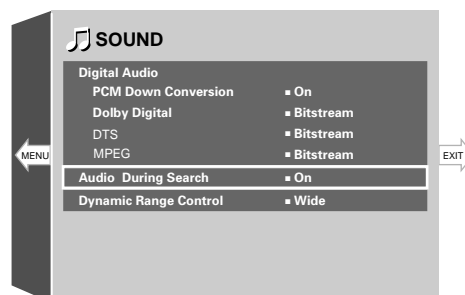 SOUND
Digital Audio
PCM Down Conversion ▪ On
Dolby Digital ▪ Bitstream
DTS ▪ Bitstream
MPEG ▪ Bitstream
MENU
EXIT
Audio During Search ▪ On
Dynamic Range Control ▪ Wide